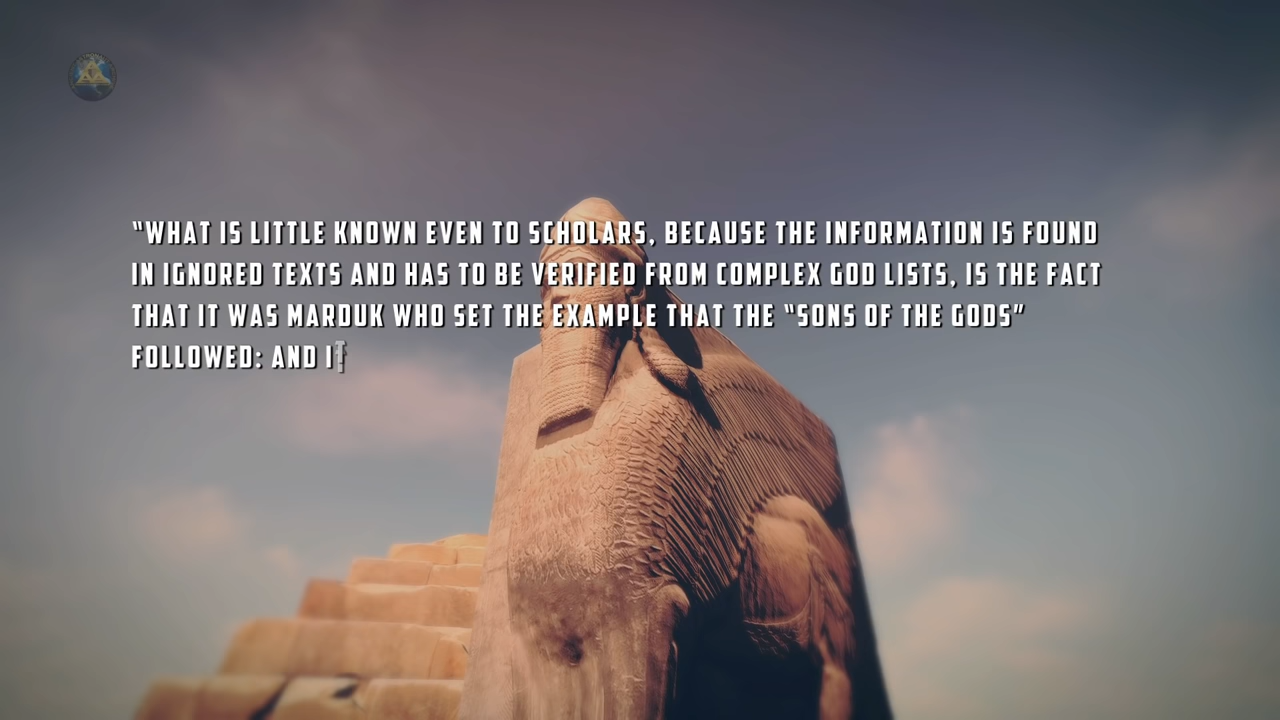 “WHAT IS LITTLE KNOWN EVEN TO SCHOLARS, BECAUSE THE INFORMATION IS FOUND
IN IGNORED TEXTS AND HAS TO BE VERIFIED FROM COMPLEX GOD LISTS, IS THE FACT
THAT IT WAS MARDUK WHO SET THE EXAMPLE THAT THE “SONS OF THE GODS”
FOLLOWED: AND IT